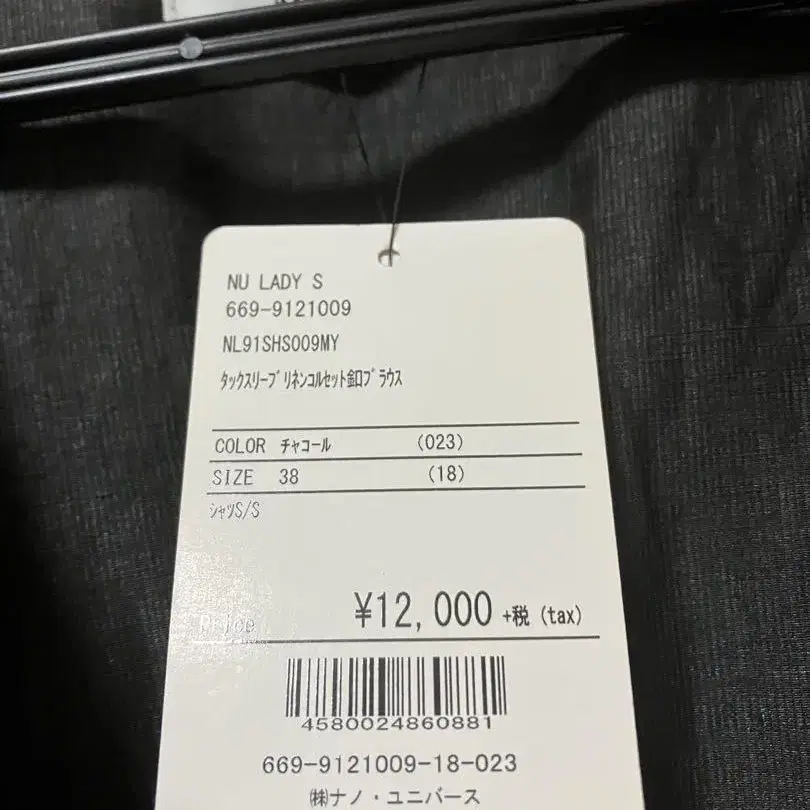 NU LADY S
669-9121009
NL91SHS009MY
ﾀｯｸｽﾘｰﾌﾞﾘﾈﾝｺﾙｾｯﾄ釦ﾌﾞﾗｳｽ
COLOR ﾁｬｺｰﾙ (023)
SIZE 38 (18)
ｼｬﾂS/S
Price ¥12,000 +税 (tax)
4580024860881
669-9121009-18-023
㈱ナノ・ユニバース